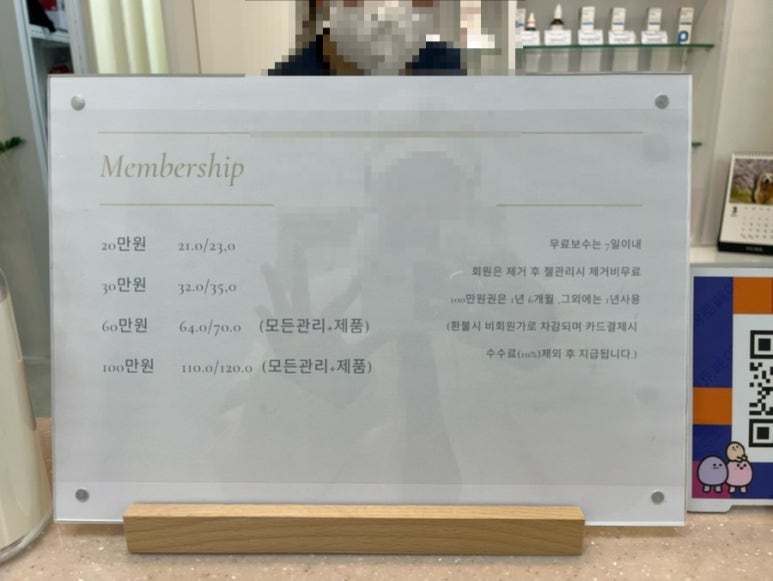 Membership
20만원 21.0/23,0
30만원 32.0/35,0
60만원 64.0/70.0 (모든관리+제품)
100만원 110.0/120.0 (모든관리+제품)
무료보수는 7일이내
회원은 제거 후 젤관리시 제거비무료
100만원권은 1년 6개월 그외에는 1년사용
(환불시 비회원가로 차감되며 카드결제시
수수료(10%)제외 후 지급됩니다.)